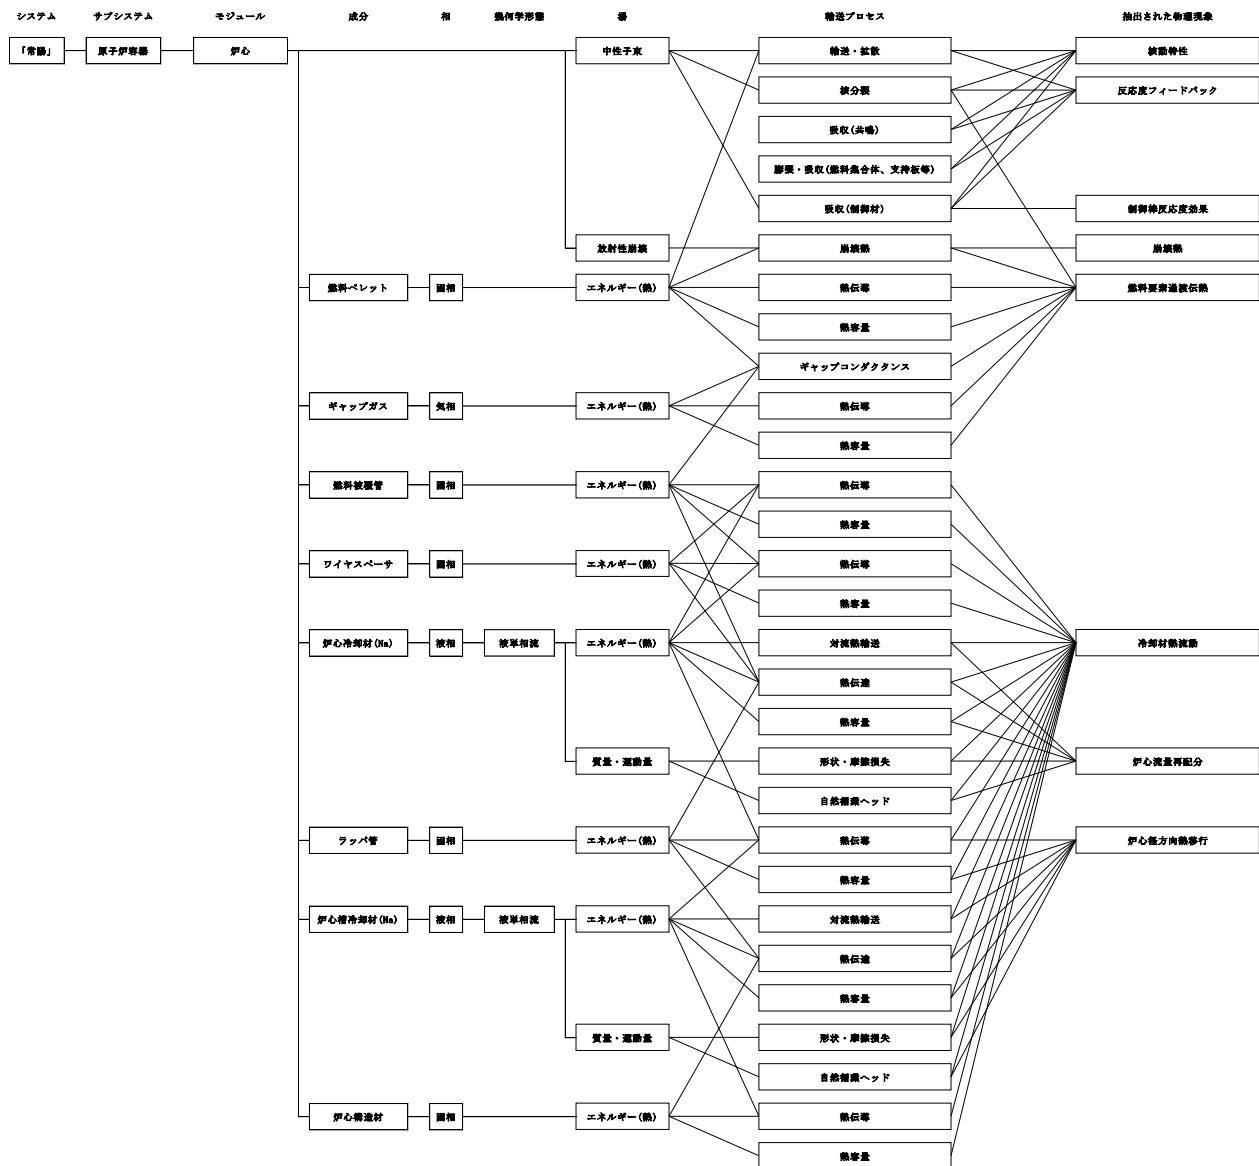 システム サブシステム モジュール 成分 相 幾何学形態 場 輸送プロセス 抽出された物理現象
「常陽」 原子炉容器 炉心 中性子束 輸送・拡散 核動特性
核分裂 反応度フィードバック
吸収(共鳴)
膨張・吸収(燃料集合体、支持板等)
吸収(制御材) 制御棒反応度効果
放射性崩壊 崩壊熱 崩壊熱
燃料ペレット 固相 エネルギー(熱) 熱伝導 燃料要素過渡伝熱
熱容量
ギャップコンダクタンス
ギャップガス 気相 エネルギー(熱) 熱伝導
熱容量
燃料被覆管 固相 エネルギー(熱) 熱伝導
熱容量
ワイヤスペーサ 固相 エネルギー(熱) 熱伝導
熱容量
炉心冷却材(Na) 液相 液単相流 エネルギー(熱) 対流熱輸送 冷却材熱流動
熱伝達
熱容量
質量・運動量 形状・摩擦損失 炉心流量再配分
自然循環ヘッド
ラッパ管 固相 エネルギー(熱) 熱伝導 炉心径方向熱移行
熱容量
炉心槽冷却材(Na) 液相 液単相流 エネルギー(熱) 対流熱輸送
熱伝達
熱容量
質量・運動量 形状・摩擦損失
自然循環ヘッド
炉心構造材 固相 エネルギー(熱) 熱伝導
熱容量